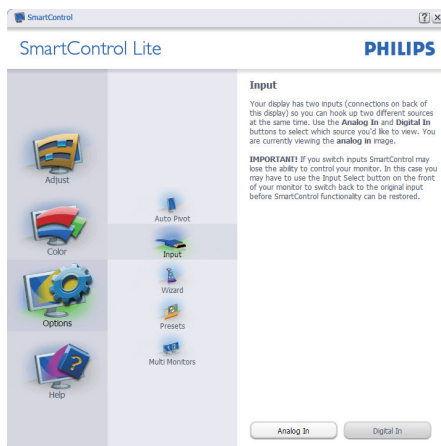 SmartControl
SmartControl Lite
PHILIPS
Adjust
Color
Options
Help
Auto Pivot
Input
Wizard
Presets
Multi Monitors
Input
Your display has two inputs (connections on back of
this display) so you can hook up two different sources
at the same time. Use the Analog In and Digital In
buttons to select which source you'd like to view. You
are currently viewing the analog in image.
IMPORTANT! If you switch inputs SmartControl may
lose the ability to control your monitor. In this case you
may have to use the Input Select button on the front
of your monitor to switch back to the original input
before SmartControl functionality can be restored.
Analog In
Digital In